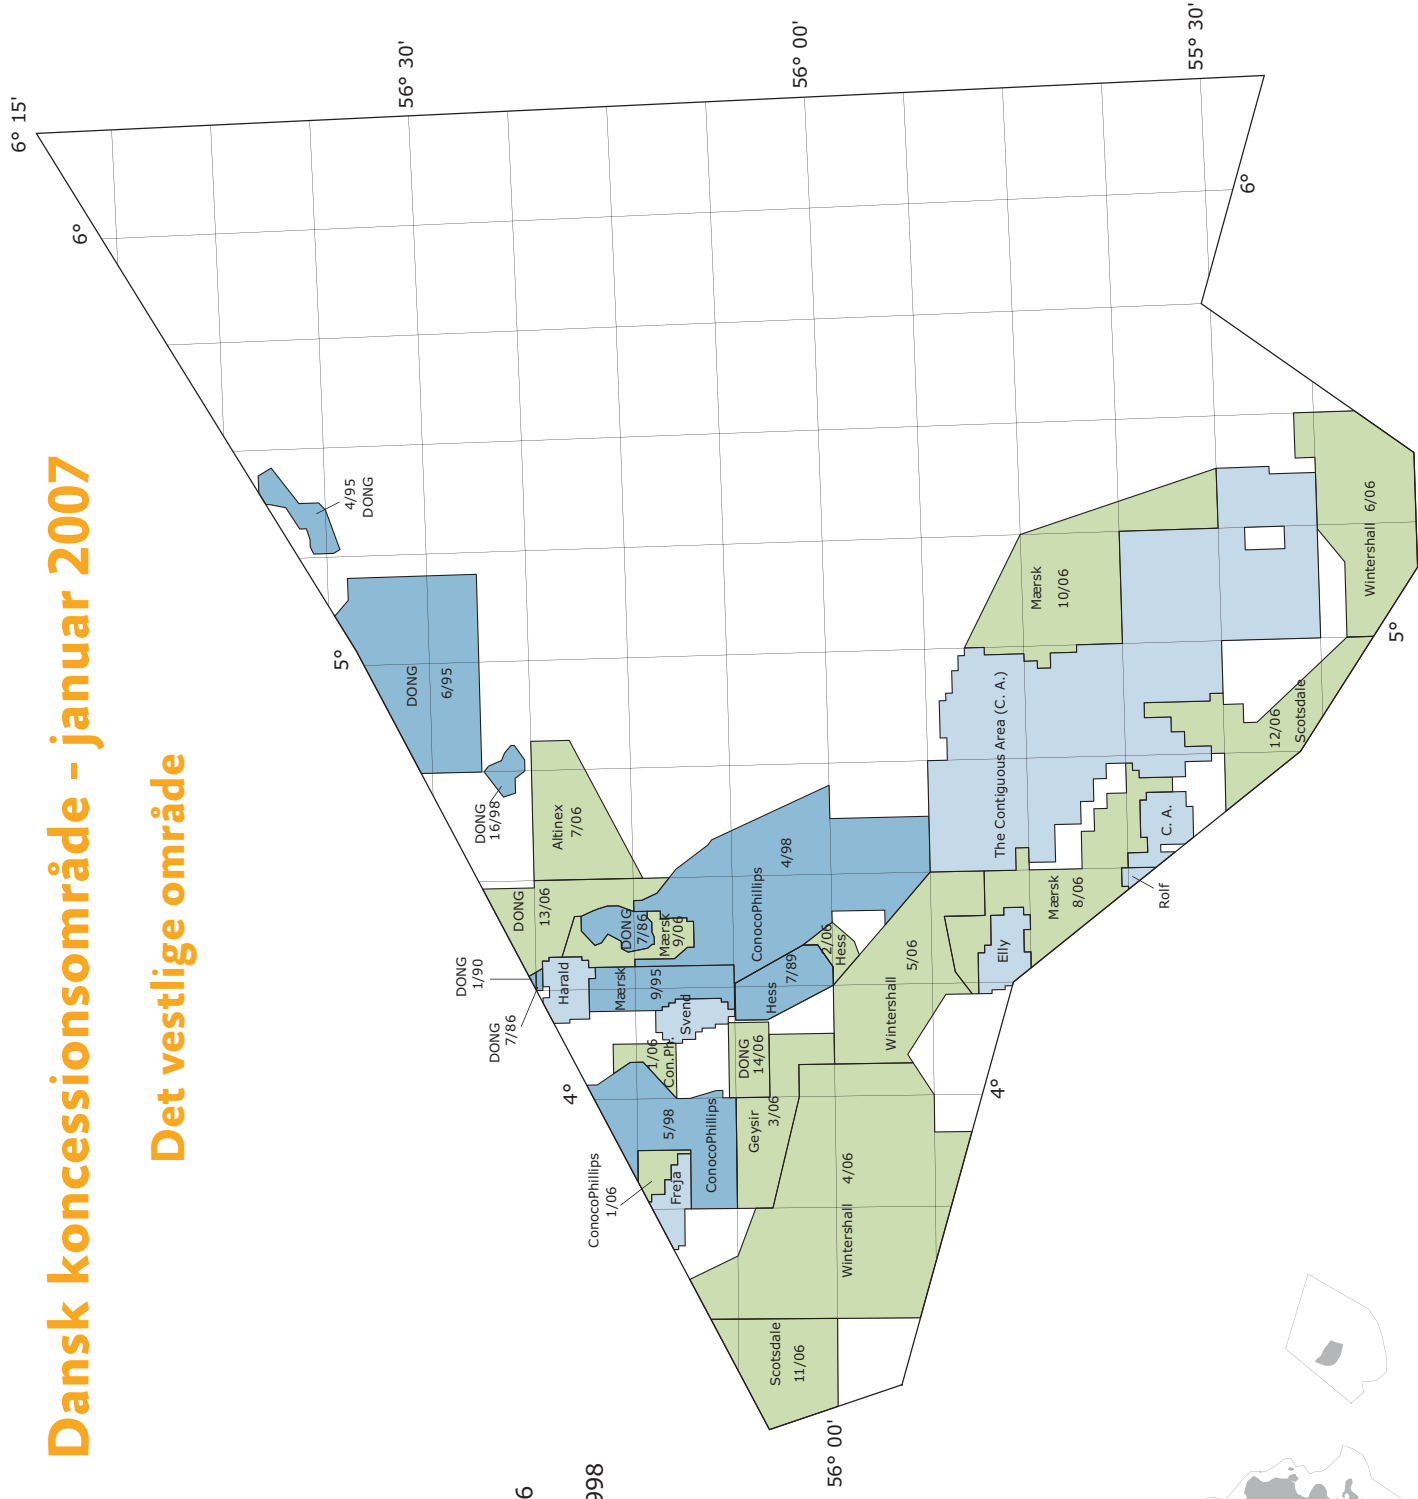 Dansk koncessionsområde - januar 2007
Det vestlige område
6° 15'
6°
56° 30'
56° 00'
55° 30'
6°
5°
5°
4°
4°
56° 00'
4/95
DONG
DONG
6/95
DONG
16/98
Altinex
7/06
DONG
13/06
DONG
1/90
DONG
7/86
Harald
DONG
7/86
Mærsk
9/06
Mærsk
9/95
Svend
ConocoPhillips
4/98
Hess
7/89
2/06
Hess
1/06
Con.Ph.
DONG
14/06
5/98
ConocoPhillips
ConocoPhillips
1/06
Freja
Geysir
3/06
Wintershall
4/06
Wintershall
5/06
Scotsdale
11/06
Mærsk
10/06
The Contiguous Area (C. A.)
Wintershall 6/06
12/06
Scotsdale
C. A.
Rolf
Mærsk
8/06
Elly
6
998